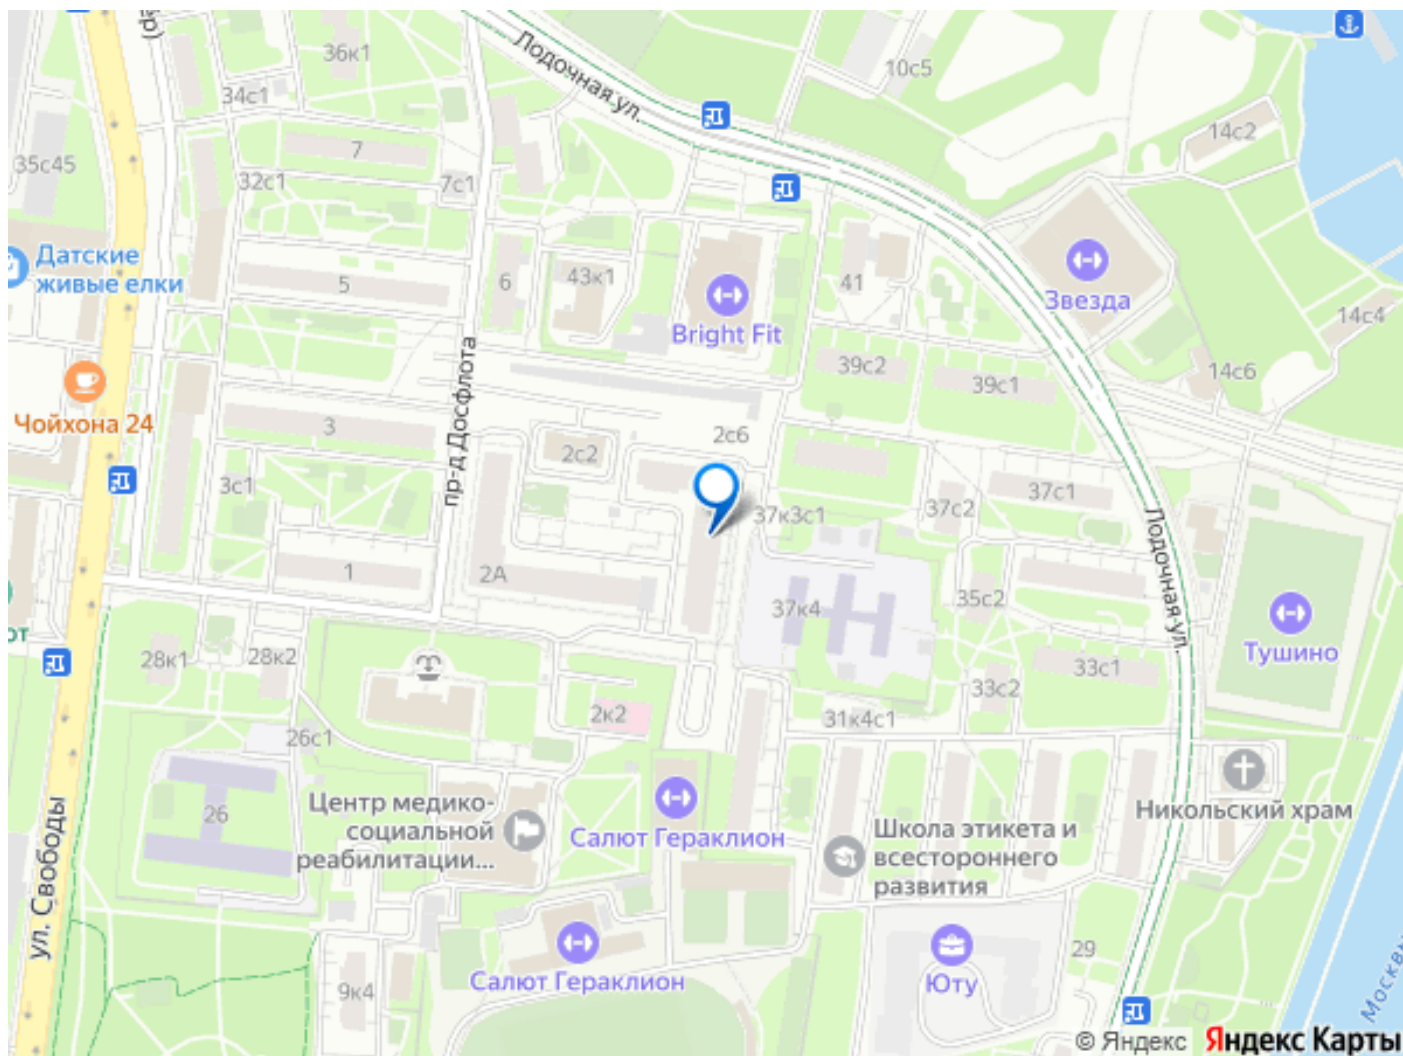 36к1
Лодочная ул.
10с5
34с1
14с2
35с45
7
32с1
7с1
Датские
живые елки
5
6
43к1
41
Bright Fit
Звезда
14с4
39с2
39с1
14с6
Чойхона 24
3
пр-д Досфлота
2с6
2с2
3с1
37к3с1
37с2
37с1
Лодочная ул.
1
2А
37к4
35с2
от
Тушино
28к1
28к2
33с2
33с1
2к2
31к4с1
26с1
26
Центр медико-
социальной
реабилитации...
Салют Гераклион
Школа этикета и
всестороннего
развития
Никольский храм
ул. Свободы
Салют Гераклион
9к4
Юту
29
© Яндекс Яндекс Карты